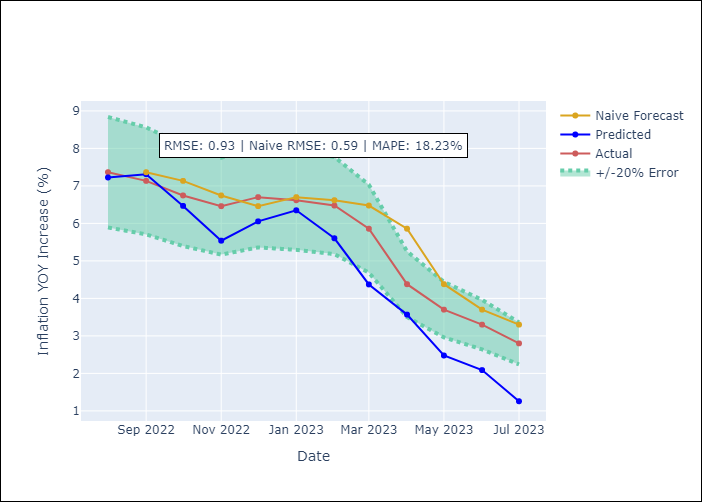 RMSE: 0.93 | Naive RMSE: 0.59 | MAPE: 18.23%
Naive Forecast
Predicted
Actual
+/-20% Error
Inflation YOY Increase (%)
9
8
7
6
5
4
3
2
1
Sep 2022 Nov 2022 Jan 2023 Mar 2023 May 2023 Jul 2023
Date